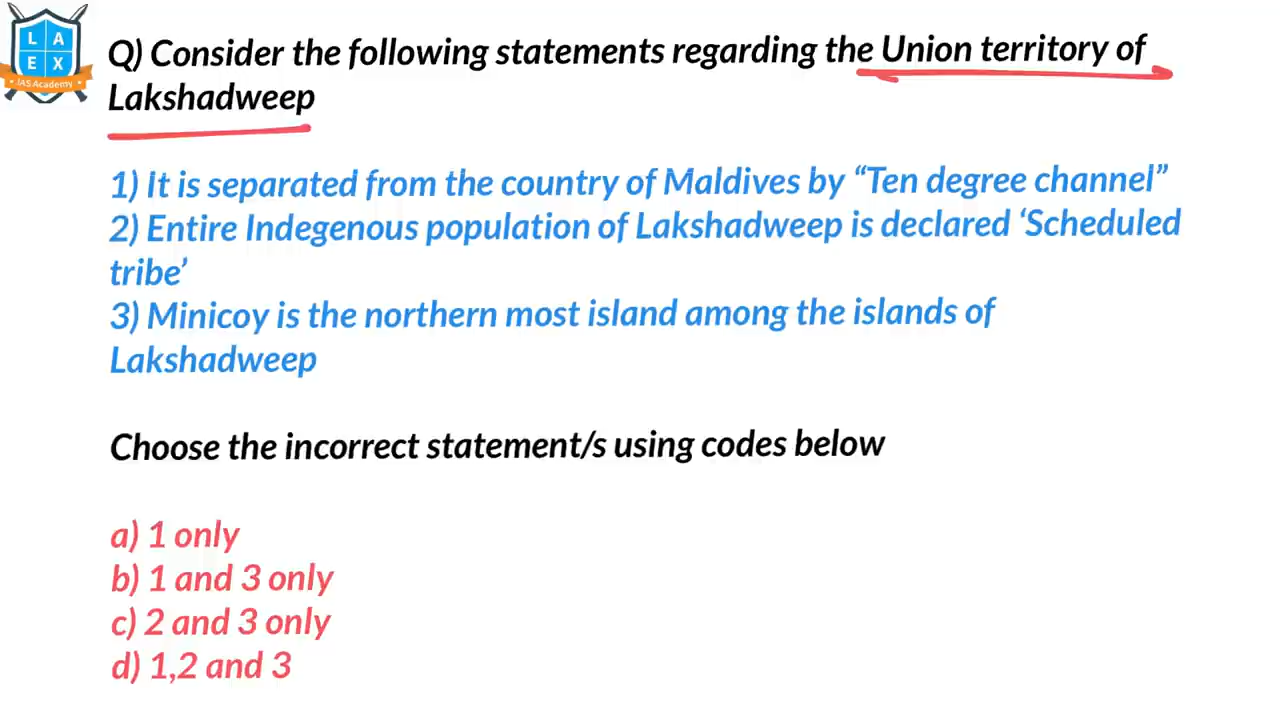 L A
E X
IAS Academy
Q) Consider the following statements regarding the Union territory of
Lakshadweep
1) It is separated from the country of Maldives by “Ten degree channel”
2) Entire Indegenous population of Lakshadweep is declared ‘Scheduled
tribe’
3) Minicoy is the northern most island among the islands of
Lakshadweep
Choose the incorrect statement/s using codes below
a) 1 only
b) 1 and 3 only
c) 2 and 3 only
d) 1,2 and 3